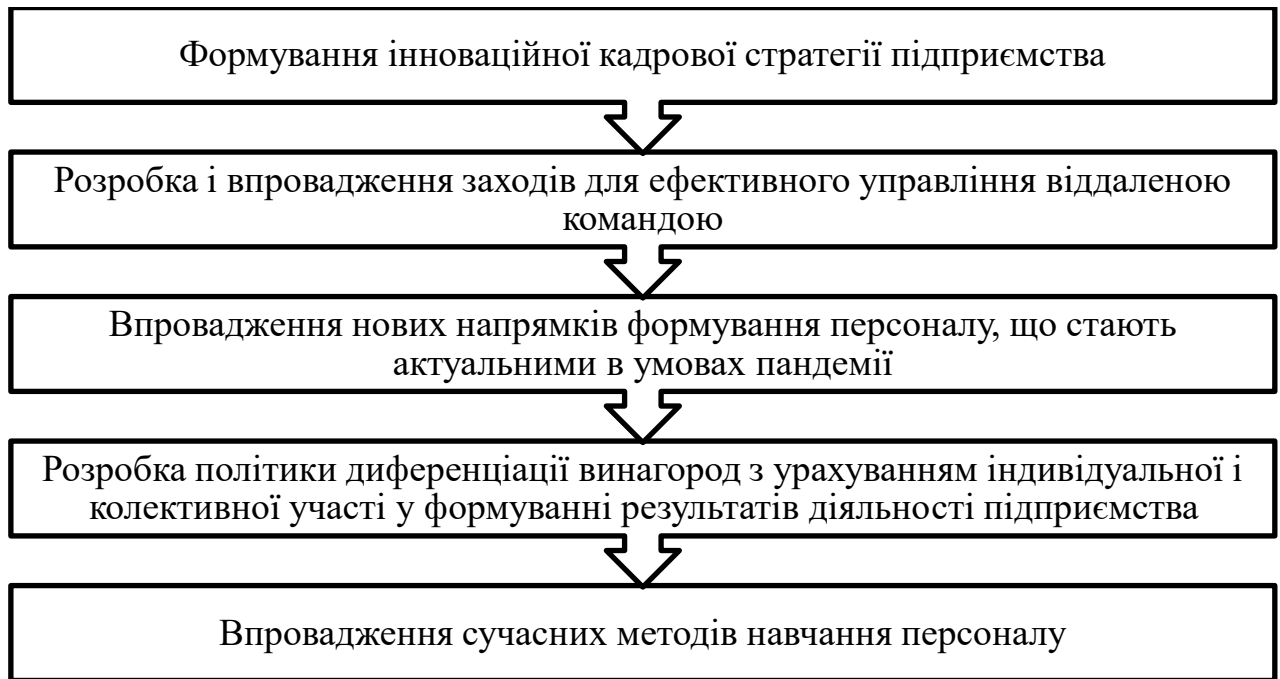 Формування інноваційної кадрової стратегії підприємства
Розробка і впровадження заходів для ефективного управління віддаленою
командою
Впровадження нових напрямків формування персоналу, що стають
актуальними в умовах пандемії
Розробка політики диференціації винагород з урахуванням індивідуальної і
колективної участі у формуванні результатів діяльності підприємства
Впровадження сучасних методів навчання персоналу